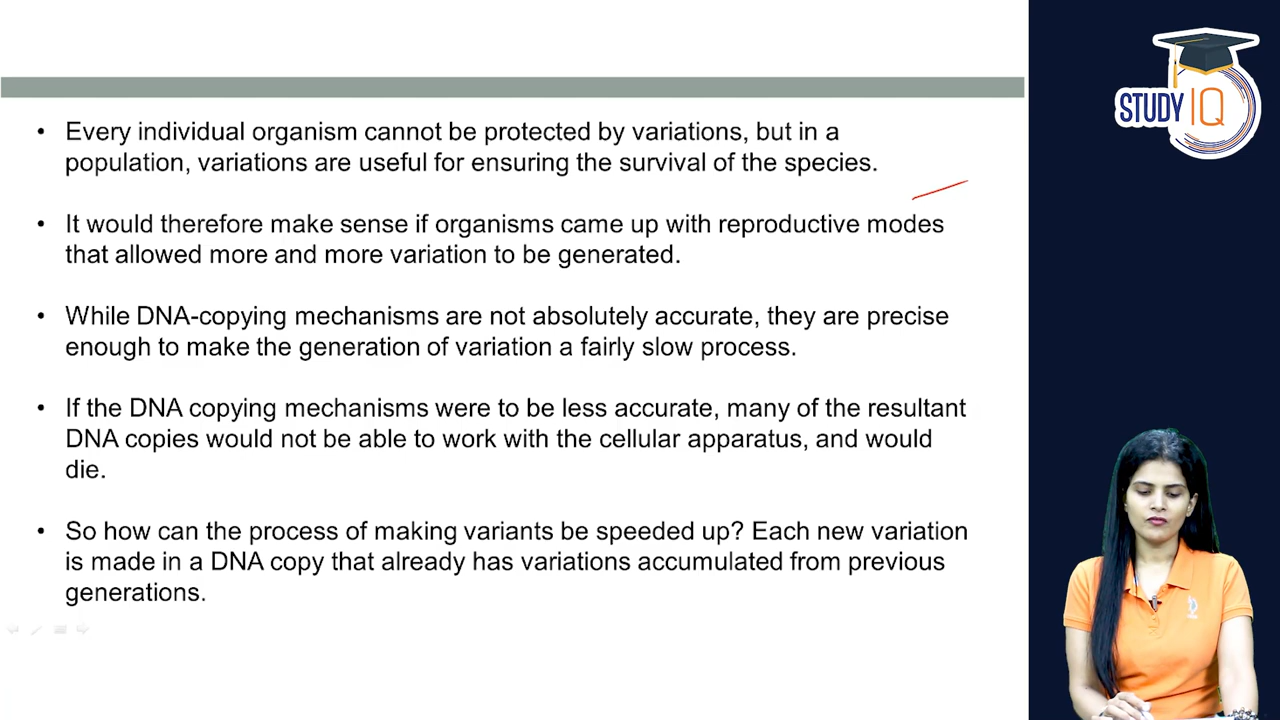 • Every individual organism cannot be protected by variations, but in a
population, variations are useful for ensuring the survival of the species.
• It would therefore make sense if organisms came up with reproductive modes
that allowed more and more variation to be generated.
• While DNA-copying mechanisms are not absolutely accurate, they are precise
enough to make the generation of variation a fairly slow process.
• If the DNA copying mechanisms were to be less accurate, many of the resultant
DNA copies would not be able to work with the cellular apparatus, and would
die.
• So how can the process of making variants be speeded up? Each new variation
is made in a DNA copy that already has variations accumulated from previous
generations.
STUDY IQ